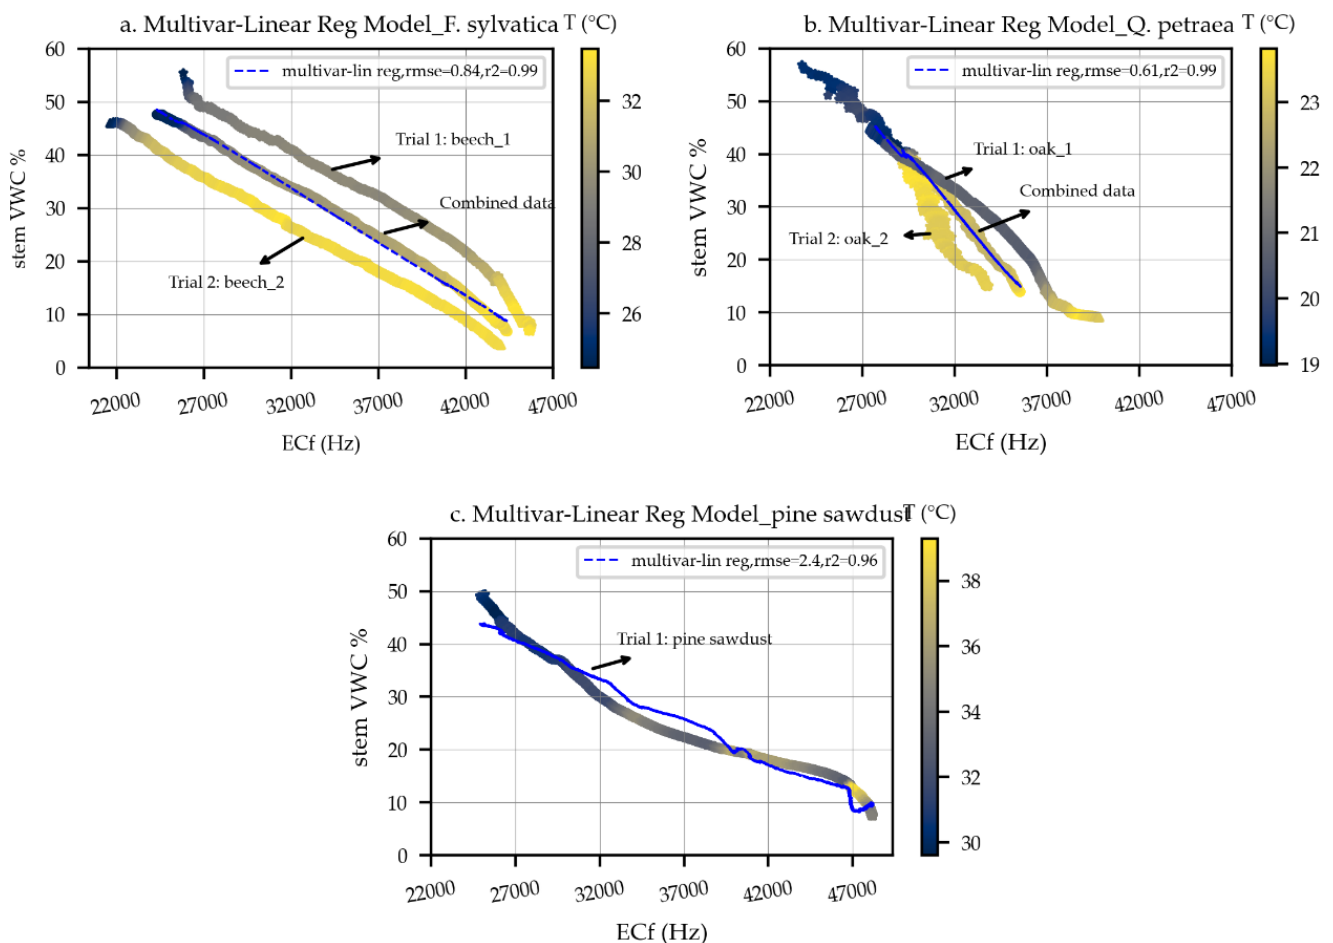 a. Multivar-Linear Reg Model_F. sylvatica T (°C)
multivar-lin reg,rmse=0.84,r2=0.99
Trial 1: beech_1
Combined data
Trial 2: beech_2
stem VWC %
60
50
40
30
20
10
0
22000 27000 32000 37000 42000 47000
ECf (Hz)
32
30
28
26
b. Multivar-Linear Reg Model_Q. petraea T (°C)
multivar-lin reg,rmse=0.61,r2=0.99
Trial 1: oak_1
Combined data
Trial 2: oak_2
stem VWC %
60
50
40
30
20
10
0
22000 27000 32000 37000 42000 47000
ECf (Hz)
23
22
21
20
19
c. Multivar-Linear Reg Model_pine sawdust T (°C)
multivar-lin reg,rmse=2.4,r2=0.96
Trial 1: pine sawdust
stem VWC %
60
50
40
30
20
10
0
22000 27000 32000 37000 42000 47000
ECf (Hz)
38
36
34
32
30